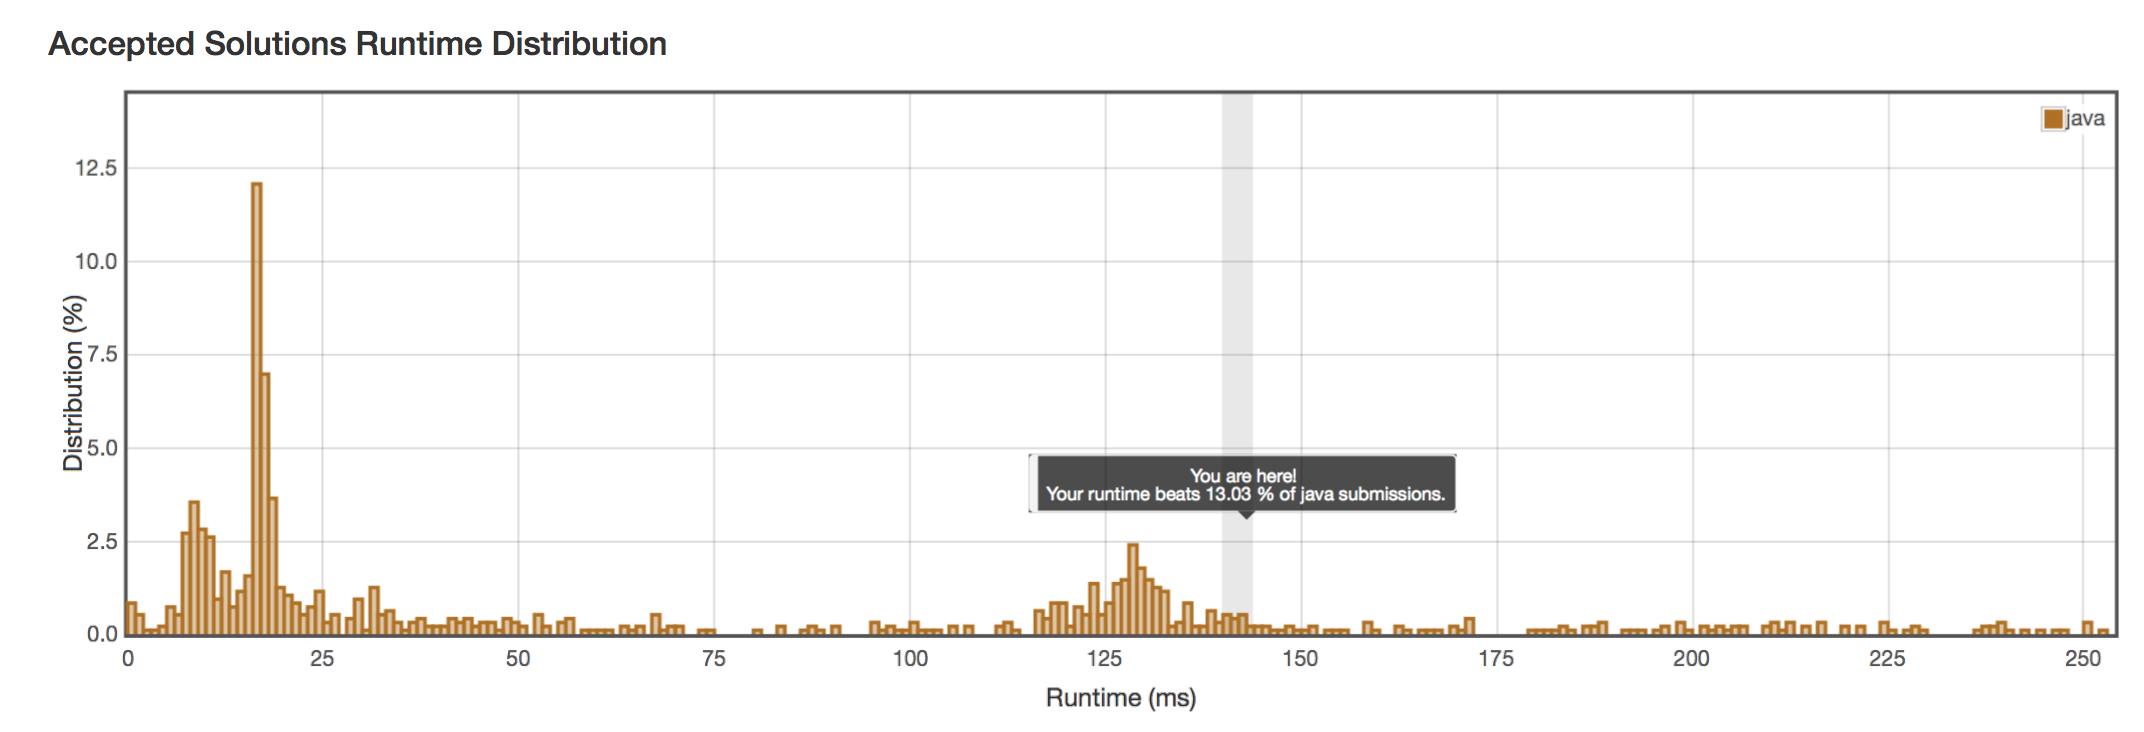 Accepted Solutions Runtime Distribution
java
12.5
10.0
7.5
5.0
2.5
0.0
Distribution (%)
You are here!
Your runtime beats 13.03 % of java submissions.
0 25 50 75 100 125 150 175 200 225 250
Runtime (ms)